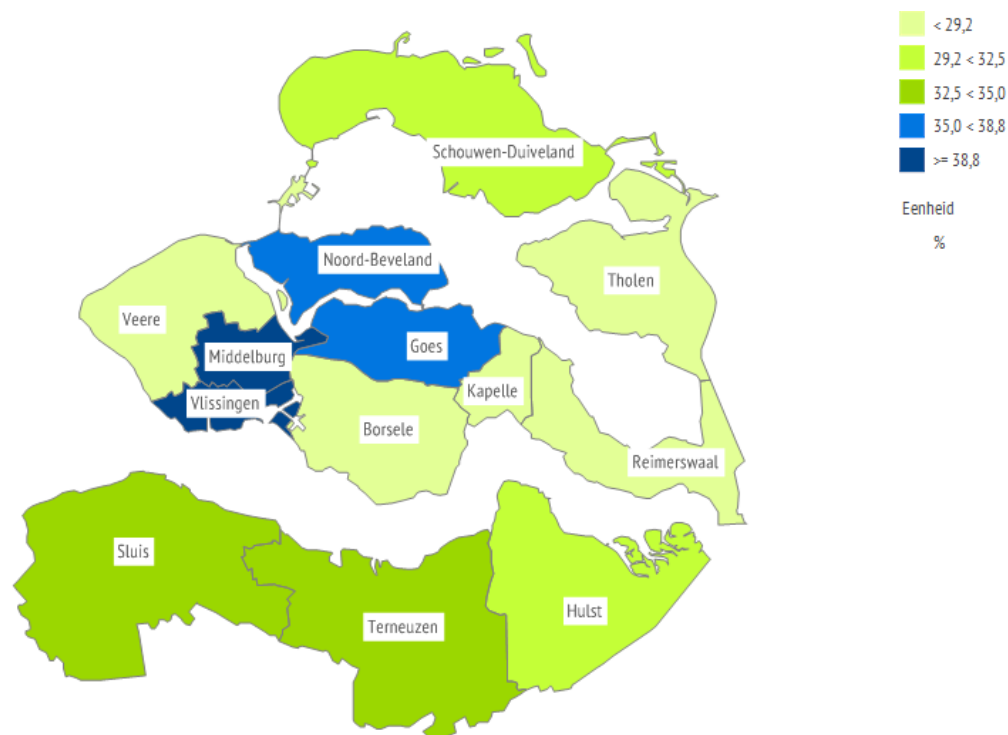 < 29,2
29,2 < 32,5
32,5 < 35,0
35,0 < 38,8
>= 38,8
Eenheid
%
Schouwen-Duiveland
Noord-Beveland
Tholen
Veere
Middelburg
Goes
Kapelle
Vlissingen
Borsele
Reimerswaal
Sluis
Hulst
Terneuzen